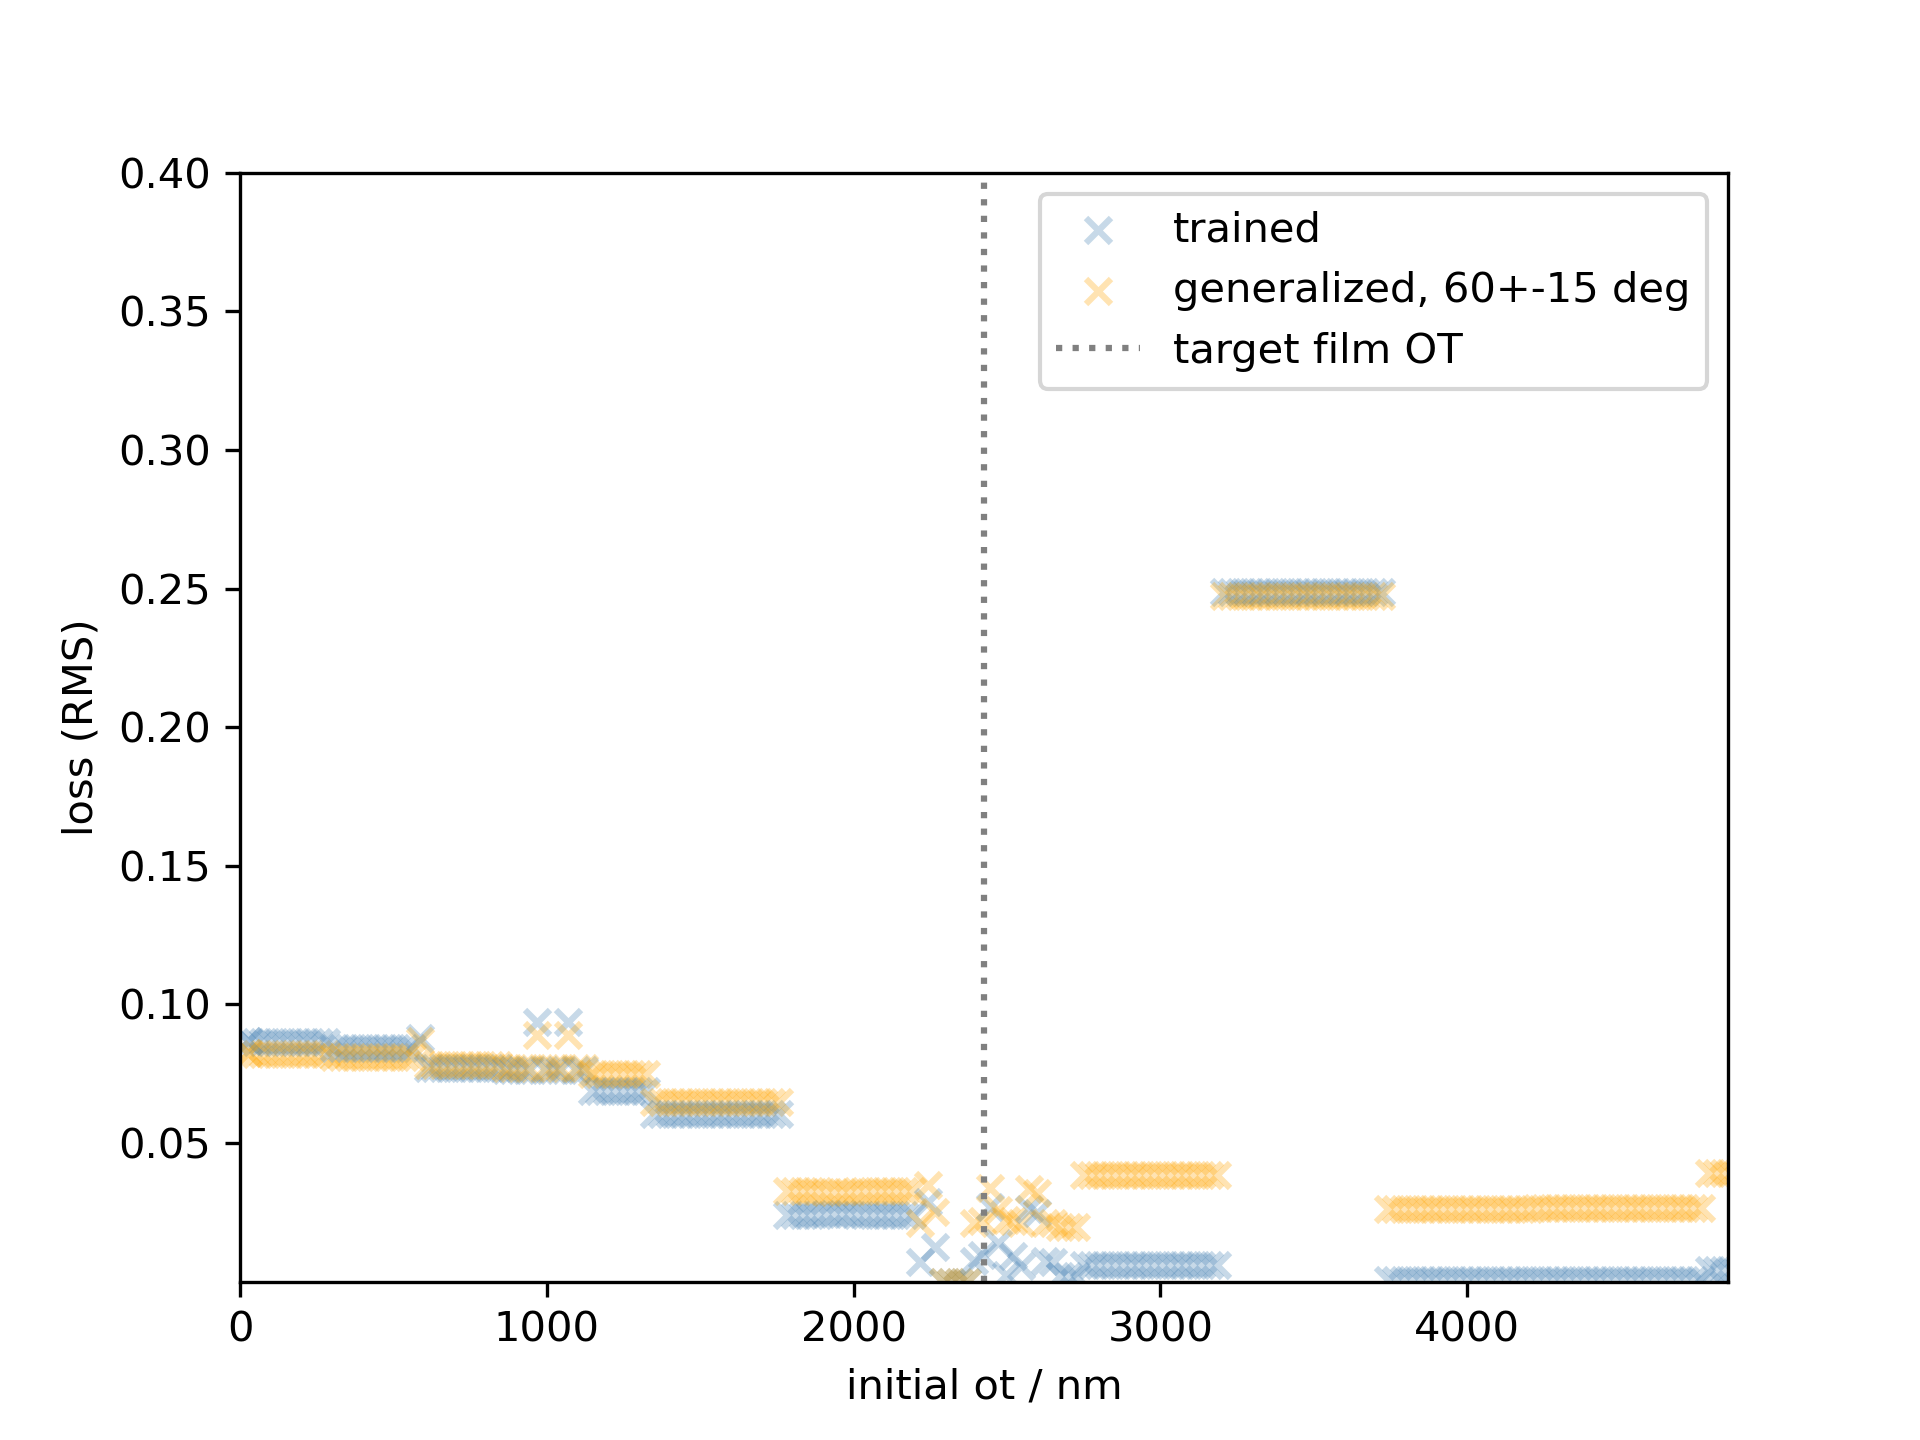 0.40
0.35
0.30
0.25
0.20
0.15
0.10
0.05
loss (RMS)
trained
generalized, 60+-15 deg
target film OT
0
1000
2000
3000
4000
initial ot / nm